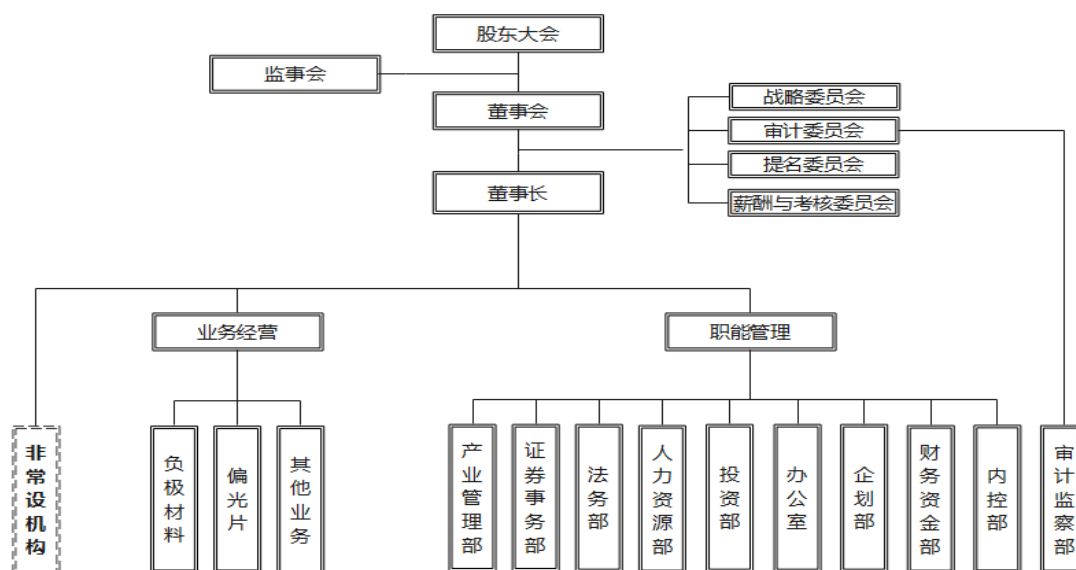 股东大会
监事会
董事会
战略委员会
审计委员会
提名委员会
董事长
薪酬与考核委员会
业务经营
职能管理
非常设机构
负极材料
偏光片
其他业务
产业管理部
证券事务部
法务部
人力资源部
投资部
办公室
企划部
财务资金部
内控部
审计监察部